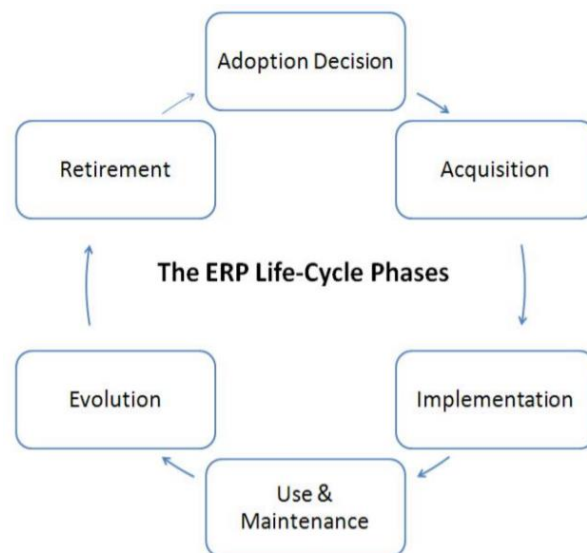 Adoption Decision
Acquisition
Implementation
Use &
Maintenance
Evolution
Retirement
The ERP Life-Cycle Phases